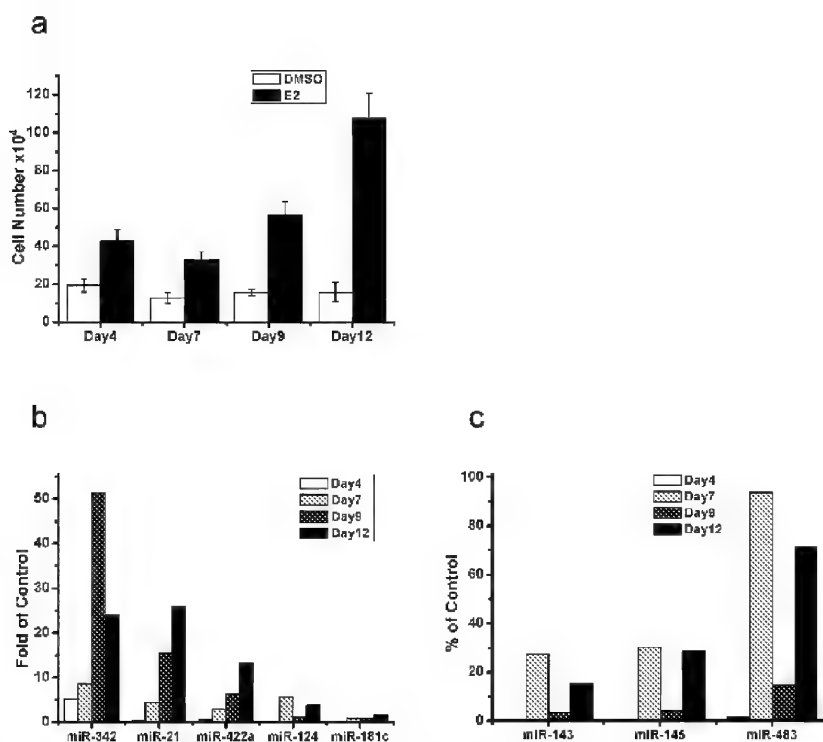 a
DMSO
E2
120
100
80
60
40
20
0
Cell Number x10⁴
Day4 Day7 Day9 Day12
b
Day4
Day7
Day9
Day12
50
40
30
20
10
0
Fold of Control
miR-342 miR-21 miR-422a miR-124 miR-181c
c
Day4
Day7
Day9
Day12
100
80
60
40
20
0
% of Control
miR-143 miR-145 miR-483